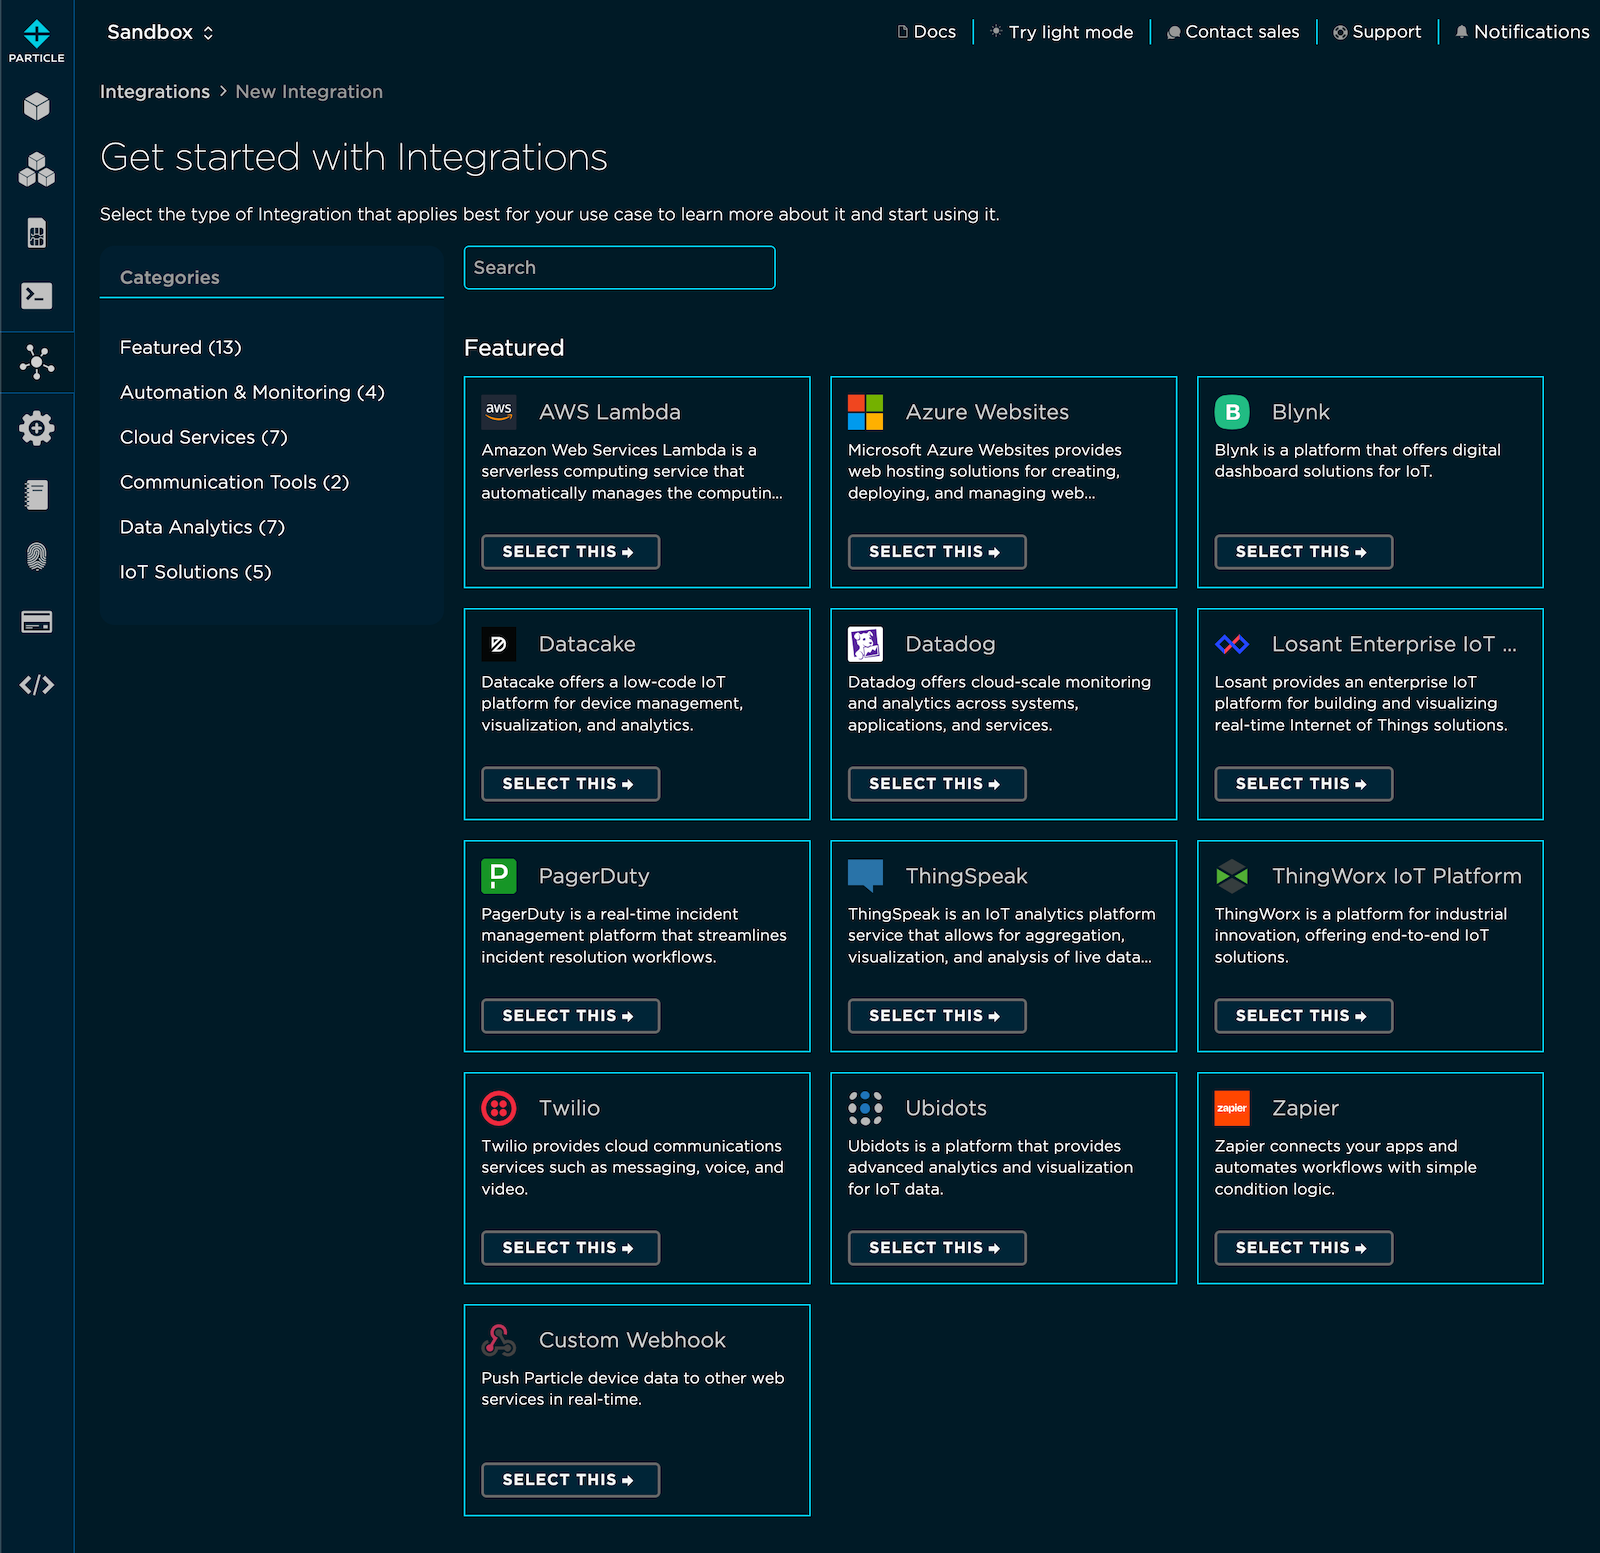 PARTICLE
Sandbox
Docs
Try light mode
Contact sales
Support
Notifications
Integrations > New Integration
Get started with Integrations
Select the type of Integration that applies best for your use case to learn more about it and start using it.
Categories
Featured (13)
Automation & Monitoring (4)
Cloud Services (7)
Communication Tools (2)
Data Analytics (7)
IoT Solutions (5)
Search
Featured
aws
AWS Lambda
Amazon Web Services Lambda is a
serverless computing service that
automatically manages the computin...
SELECT THIS
Azure Websites
Microsoft Azure Websites provides
web hosting solutions for creating,
deploying, and managing web...
SELECT THIS
B
Blynk
Blynk is a platform that offers digital
dashboard solutions for IoT.
SELECT THIS
Datacake
Datacake offers a low-code IoT
platform for device management,
visualization, and analytics.
SELECT THIS
Datadog
Datadog offers cloud-scale monitoring
and analytics across systems,
applications, and services.
SELECT THIS
Losant Enterprise IoT ...
Losant provides an enterprise IoT
platform for building and visualizing
real-time Internet of Things solutions.
SELECT THIS
P
PagerDuty
PagerDuty is a real-time incident
management platform that streamlines
incident resolution workflows.
SELECT THIS
ThingSpeak
ThingSpeak is an IoT analytics platform
service that allows for aggregation,
visualization, and analysis of live data...
SELECT THIS
ThingWorx IoT Platform
ThingWorx is a platform for industrial
innovation, offering end-to-end IoT
solutions.
SELECT THIS
Twilio
Twilio provides cloud communications
services such as messaging, voice, and
video.
SELECT THIS
Ubidots
Ubidots is a platform that provides
advanced analytics and visualization
for IoT data.
SELECT THIS
zapier
Zapier
Zapier connects your apps and
automates workflows with simple
condition logic.
SELECT THIS
Custom Webhook
Push Particle device data to other web
services in real-time.
SELECT THIS